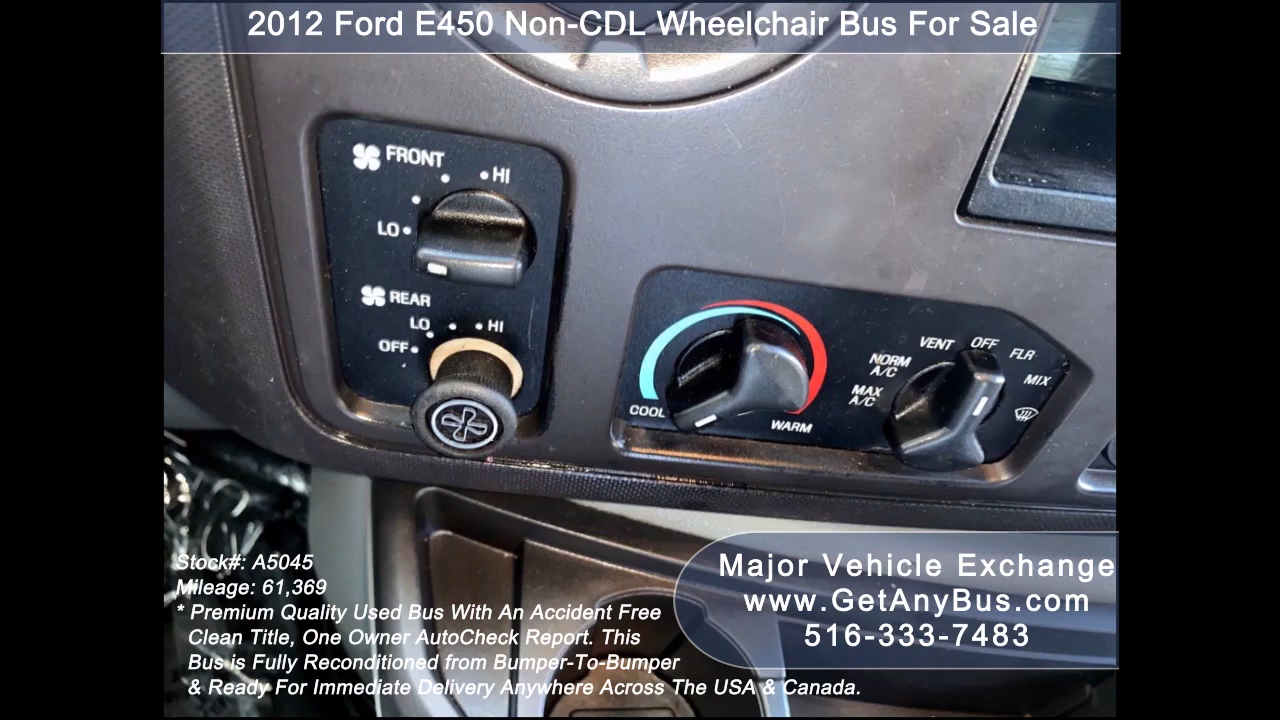 2012 Ford E450 Non-CDL Wheelchair Bus For Sale
FRONT
HI
LO
REAR
LO
HI
OFF
COOL
WARM
VENT
OFF
FLR
NORM
A/C
MIX
MAX
A/C
Stock#: A5045
Mileage: 61,369
* Premium Quality Used Bus With An Accident Free
Clean Title, One Owner AutoCheck Report. This
Bus is Fully Reconditioned from Bumper-To-Bumper
& Ready For Immediate Delivery Anywhere Across The USA & Canada.
Major Vehicle Exchange
www.GetAnyBus.com
516-333-7483